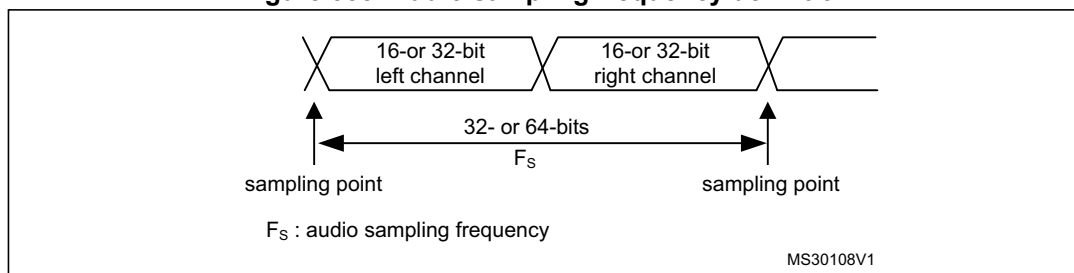 16-or 32-bit
left channel
16-or 32-bit
right channel
32- or 64-bits
FS
sampling point
sampling point
FS : audio sampling frequency
MS30108V1